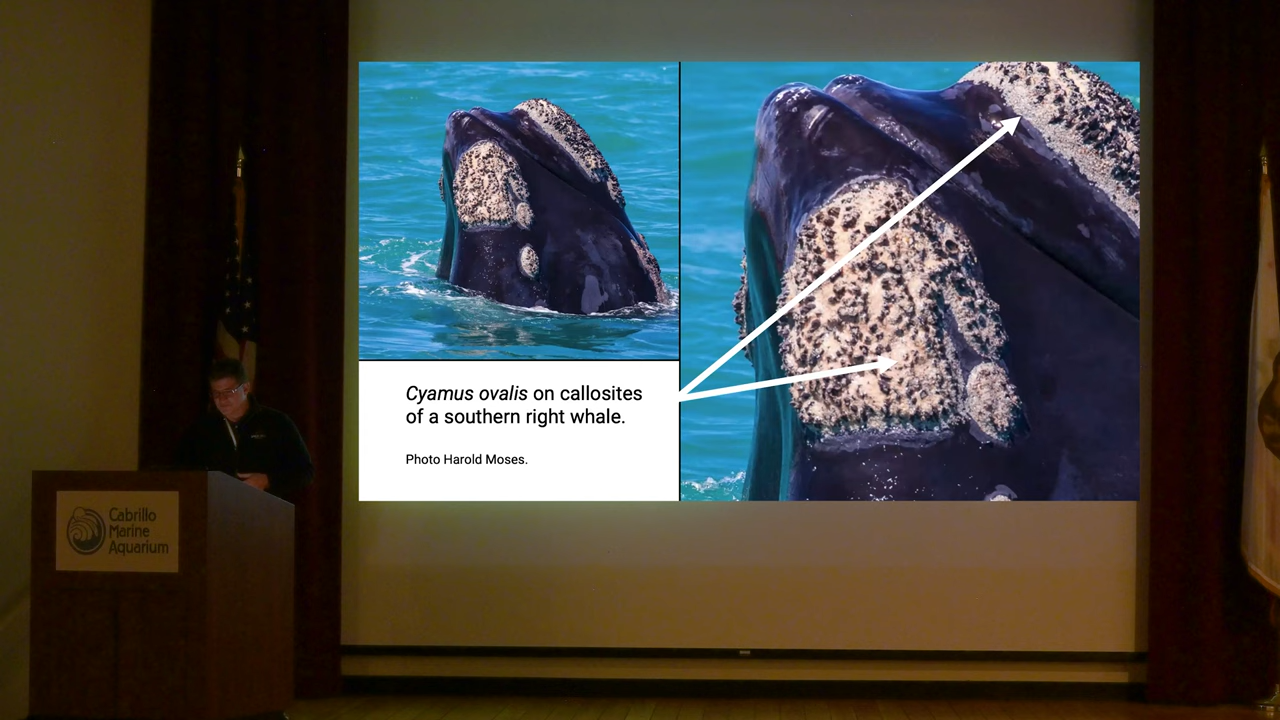 Cyamus ovalis on callosites
of a southern right whale.
Photo Harold Moses.
Cabrillo
Marine
Aquarium